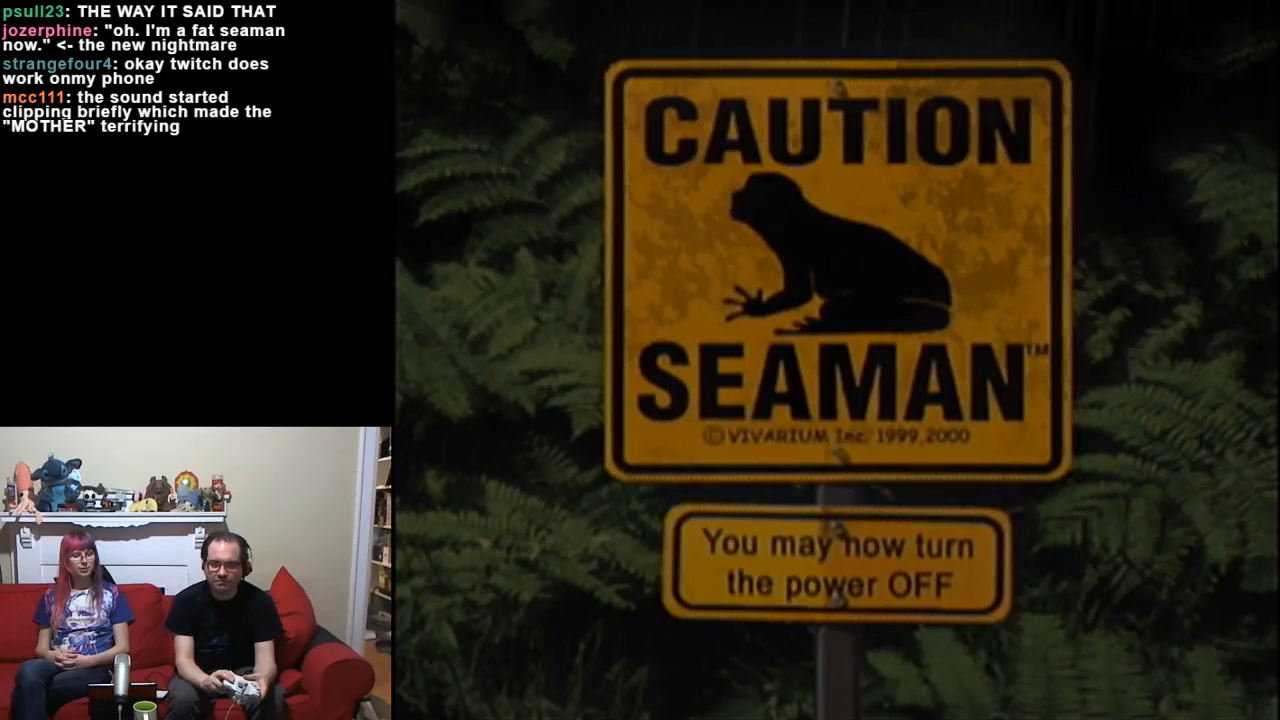 psull23: THE WAY IT SAID THAT
jozerphine: "oh. I'm a fat seaman
now." <- the new nightmare
strangefour4: okay twitch does
work onmy phone
mcc111: the sound started
clipping briefly which made the
"MOTHER" terrifying
CAUTION
SEAMAN™
©VIVARIUM Inc. 1999,2000
You may now turn
the power OFF